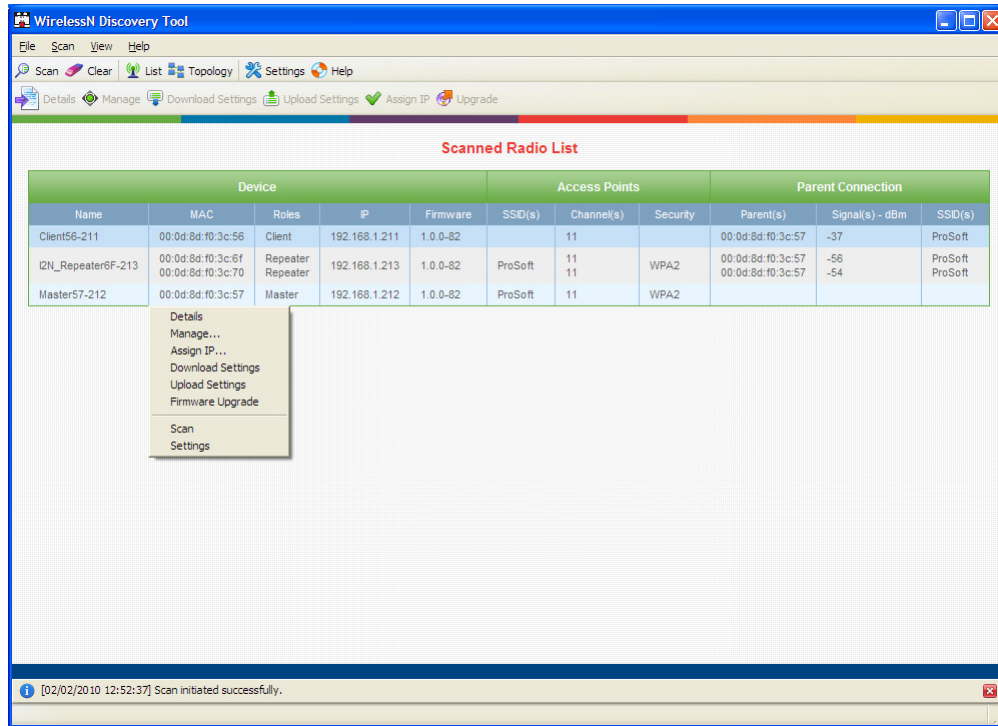 WirelessN Discovery Tool
File Scan View Help
Scan Clear List Topology Settings Help
Details Manage Download Settings Upload Settings Assign IP Upgrade
Scanned Radio List
Device Access Points Parent Connection
Name MAC Roles IP Firmware SSID(s) Channel(s) Security Parent(s) Signal(s) - dBm SSID(s)
Client56-211 00:0d:8d:f0:3c:56 Client 192.168.1.211 1.0.0-82 11 00:0d:8d:f0:3c:57 -37 ProSoft
I2N_Repeater6F-213 00:0d:8d:f0:3c:6f Repeater 192.168.1.213 1.0.0-82 ProSoft 11 WPA2 00:0d:8d:f0:3c:57 -56 ProSoft
00:0d:8d:f0:3c:70 Repeater 11 00:0d:8d:f0:3c:57 -54 ProSoft
Master57-212 00:0d:8d:f0:3c:57 Master 192.168.1.212 1.0.0-82 ProSoft 11 WPA2
Details
Manage...
Assign IP...
Download Settings
Upload Settings
Firmware Upgrade
Scan
Settings
[02/02/2010 12:52:37] Scan initiated successfully.